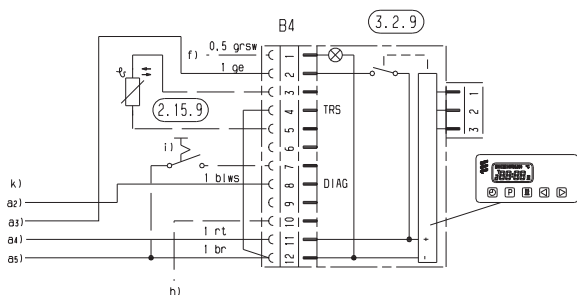 B4
3.2.9
f)
0,5 grsw
1 ge
1
2
3
4
5
6
7
8
9
10
11
12
TRS
DIAG
1
2
3
2.15.9
i)
k)
a2)
a3)
a4)
a5)
1 blws
1 rt
1 br
h)
+
-
P